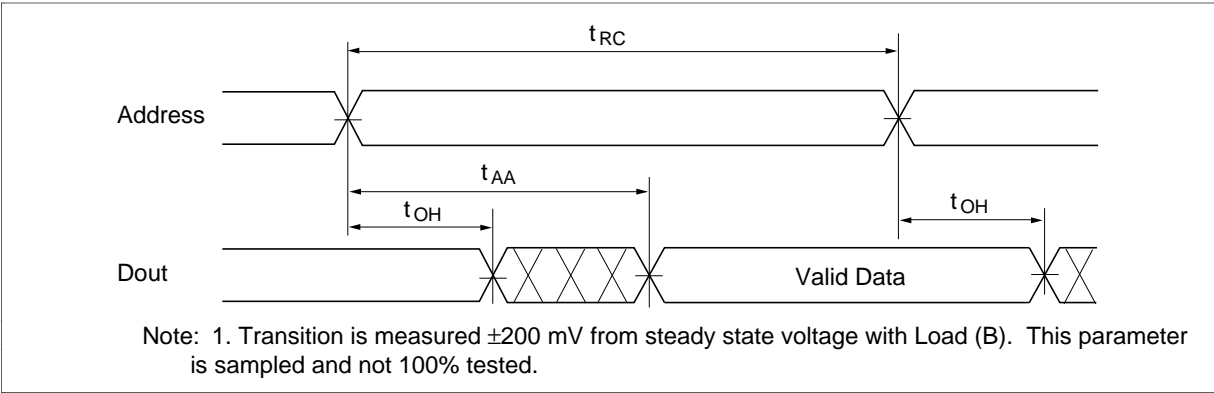 tRC
Address
tAA
tOH
tOH
Dout
Valid Data
Note: 1. Transition is measured ±200 mV from steady state voltage with Load (B). This parameter
is sampled and not 100% tested.